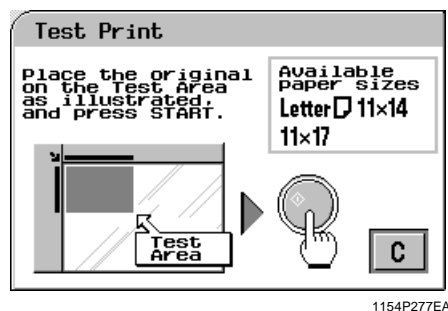 Test Print
Place the original
on the Test Area
as illustrated,
and press START.
Available
paper sizes
Letter 11×14
11×17
Test
Area
C
1154P277EA